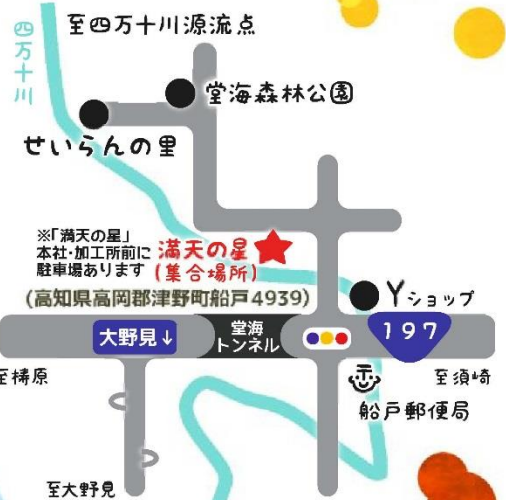 至四万十川源流点
四万十川
堂海森林公園
せいらんの里
※「満天の星」
本社・加工所前に
駐車場あります
満天の星
(集合場所)
(高知県高岡郡津野町船戸4939)
Yショップ
大野見↓
堂海
トンネル
197
至梼原
至須崎
船戸郵便局
至大野見